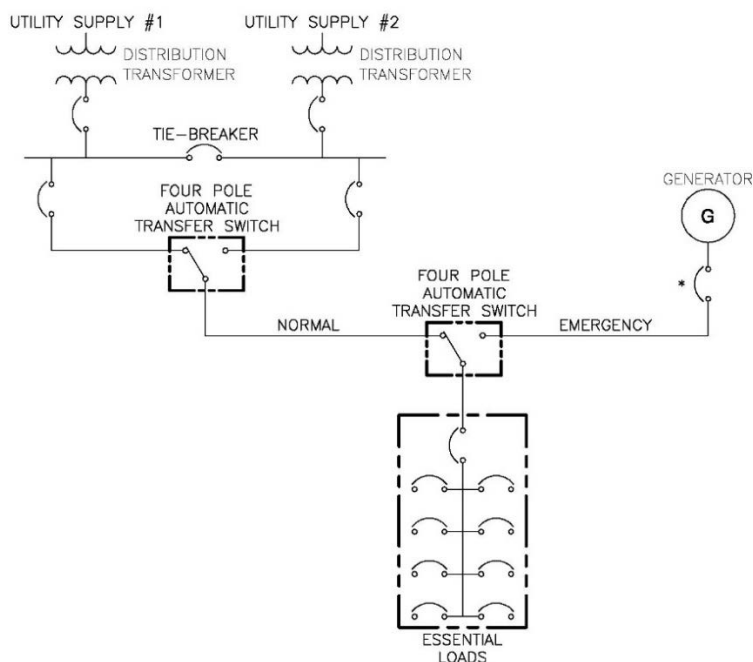 UTILITY SUPPLY #1
UTILITY SUPPLY #2
DISTRIBUTION
TRANSFORMER
DISTRIBUTION
TRANSFORMER
TIE-BREAKER
FOUR POLE
AUTOMATIC
TRANSFER SWITCH
GENERATOR
G
*
FOUR POLE
AUTOMATIC
TRANSFER SWITCH
NORMAL
EMERGENCY
ESSENTIAL
LOADS